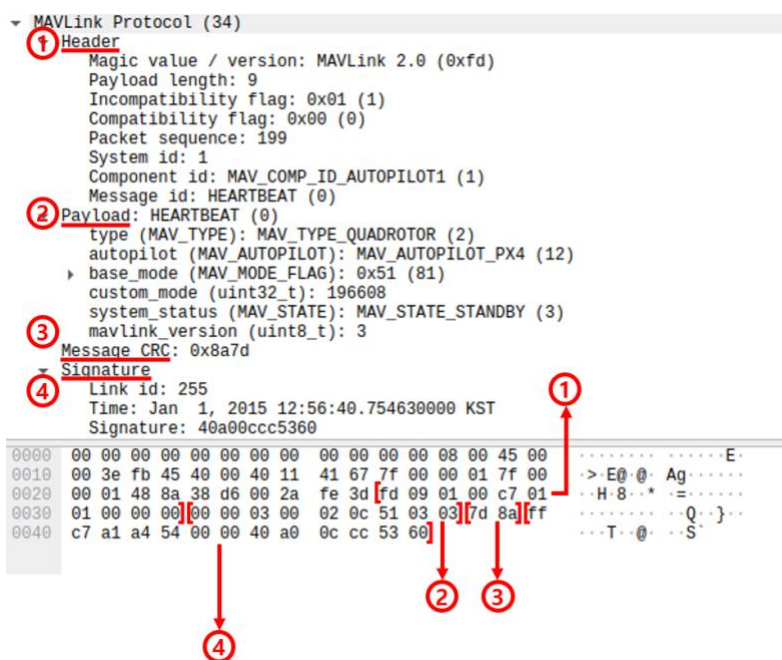 MAVLink Protocol (34)
① Header
Magic value / version: MAVLink 2.0 (0xfd)
Payload length: 9
Incompatibility flag: 0x01 (1)
Compatibility flag: 0x00 (0)
Packet sequence: 199
System id: 1
Component id: MAV_COMP_ID_AUTOPILOT1 (1)
Message id: HEARTBEAT (0)
② Payload: HEARTBEAT (0)
type (MAV_TYPE): MAV_TYPE_QUADROTOR (2)
autopilot (MAV_AUTOPILOT): MAV_AUTOPILOT_PX4 (12)
base_mode (MAV_MODE_FLAG): 0x51 (81)
custom_mode (uint32_t): 196608
system_status (MAV_STATE): MAV_STATE_STANDBY (3)
mavlink_version (uint8_t): 3
③ Message CRC: 0x8a7d
④ Signature
Link id: 255
Time: Jan  1, 2015 12:56:40.754630000 KST
Signature: 40a00ccc5360
①
0000 00 00 00 00 00 00 00 00 00 00 00 00 08 00 45 00 ········ ······E·
0010 00 3e fb 45 40 00 40 11 41 67 7f 00 00 01 7f 00 ·>·E@·@· Ag······
0020 00 01 48 8a 38 d6 00 2a fe 3d [fd 09 01 00 c7 01 ··H·8··* ·=······
0030 01 00 00 00][00 00 03 00 02 0c 51 03 03][7d 8a][ff ········ ··Q··}··
0040 c7 a1 a4 54 00 00 40 a0 0c cc 53 60] ···T··@· ··S`
② ③
④